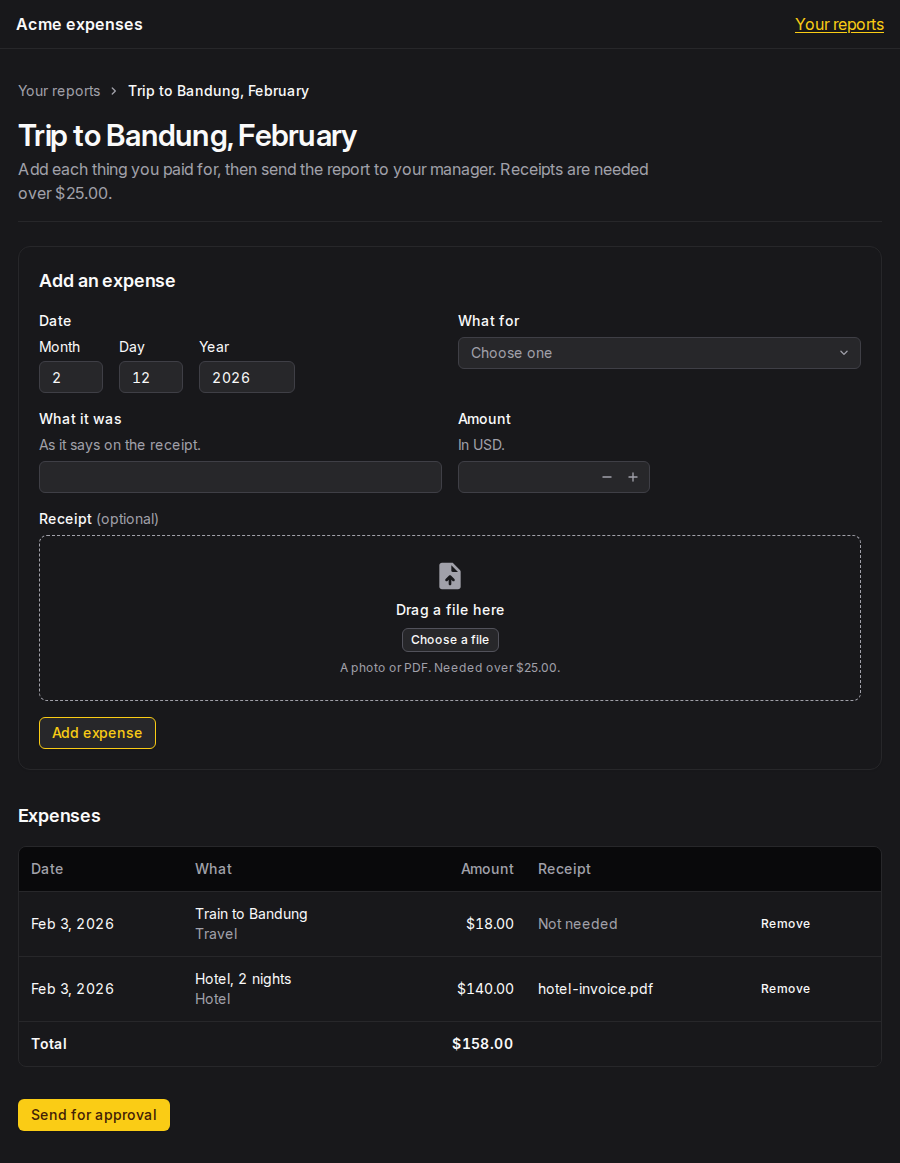 Acme expenses
Your reports
Your reports > Trip to Bandung, February
Trip to Bandung, February
Add each thing you paid for, then send the report to your manager. Receipts are needed
over $25.00.
Add an expense
Date
What for
Month
Day
Year
Choose one
2
12
2026
What it was
Amount
As it says on the receipt.
In USD.
− +
Receipt (optional)
Drag a file here
Choose a file
A photo or PDF. Needed over $25.00.
Add expense
Expenses
Date What Amount Receipt
Feb 3, 2026 Train to Bandung $18.00 Not needed Remove
Travel
Feb 3, 2026 Hotel, 2 nights $140.00 hotel-invoice.pdf Remove
Hotel
Total $158.00
Send for approval